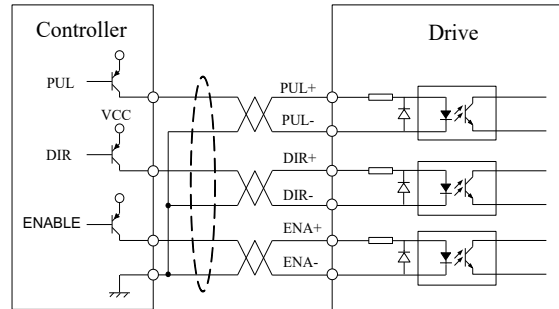 Controller
Drive
PUL
PUL+
PUL-
VCC
DIR
DIR+
DIR-
ENABLE
ENA+
ENA-